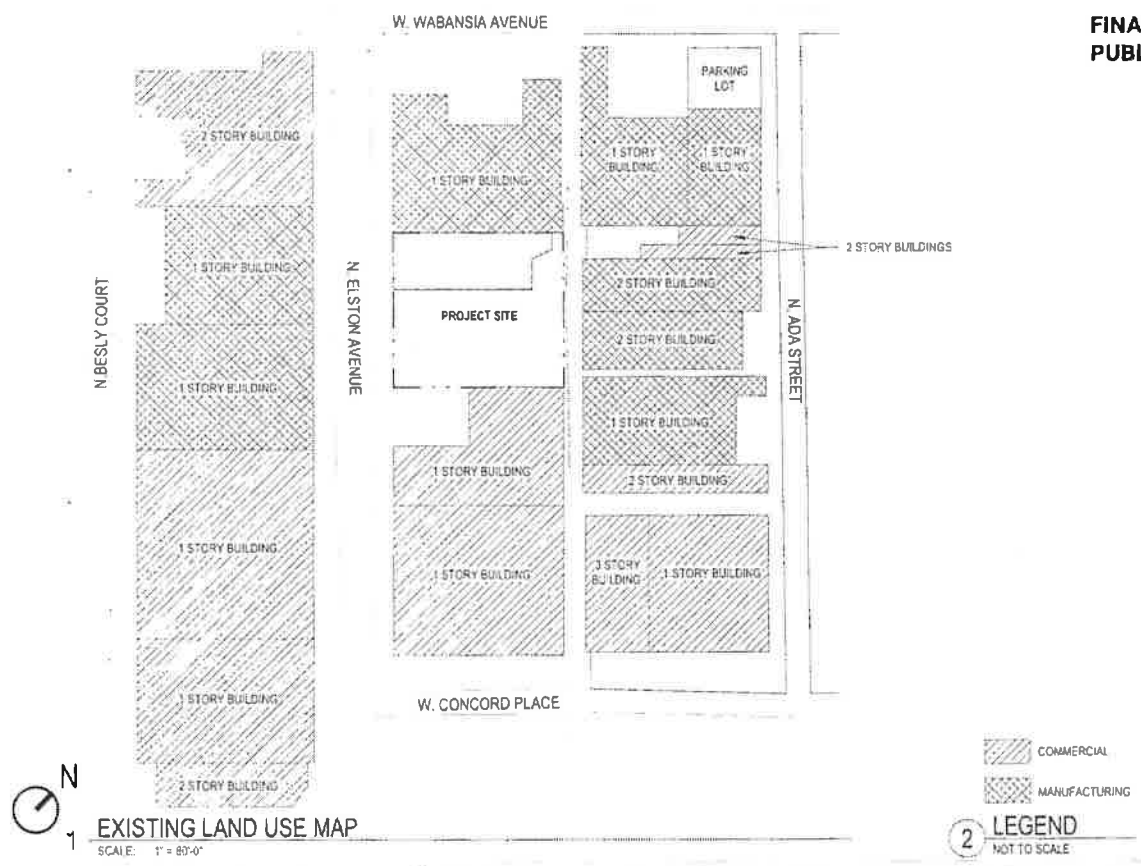 W. WABANSIA AVENUE
FINA
PUBL
PARKING
LOT
2 STORY BUILDING
1 STORY
BUILDING
1 STORY
BUILDING
1 STORY BUILDING
2 STORY BUILDINGS
1 STORY BUILDING
2 STORY BUILDING
N. BESLY COURT
N. ELSTON AVENUE
PROJECT SITE
N. ADA STREET
2 STORY BUILDING
1 STORY BUILDING
1 STORY BUILDING
1 STORY BUILDING
2 STORY BUILDING
1 STORY BUILDING
1 STORY BUILDING
3 STORY
BUILDING
1 STORY BUILDING
1 STORY BUILDING
W. CONCORD PLACE
COMMERCIAL
N
2 STORY BUILDING
MANUFACTURING
1
EXISTING LAND USE MAP
SCALE: 1" = 80'-0"
2
LEGEND
NOT TO SCALE